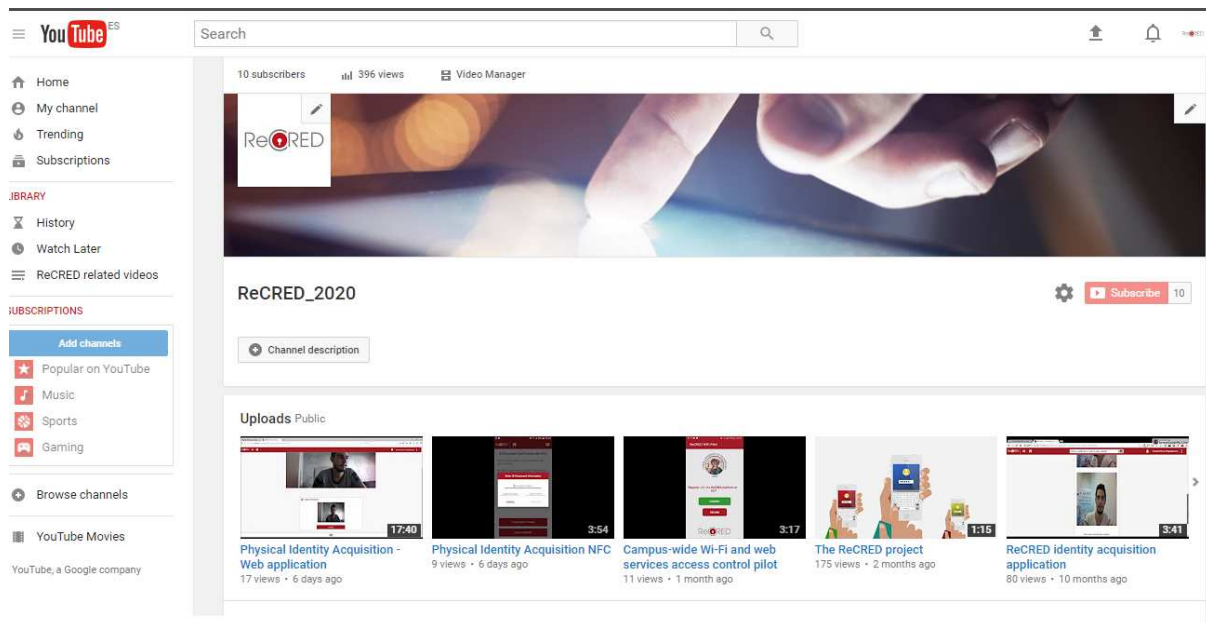 YouTube ES
Search
ReCRED
10 subscribers 396 views Video Manager
Home
My channel
Trending
Subscriptions
LIBRARY
History
Watch Later
ReCRED related videos
SUBSCRIPTIONS
Add channels
Popular on YouTube
Music
Sports
Gaming
Browse channels
YouTube Movies
YouTube, a Google company
ReCRED
ReCRED_2020
Subscribe 10
Channel description
Uploads Public
17:40
Physical Identity Acquisition -
Web application
17 views • 6 days ago
3:54
Physical Identity Acquisition NFC
9 views • 6 days ago
ReCRED
3:17
Campus-wide Wi-Fi and web
services access control pilot
11 views • 1 month ago
1:15
The ReCRED project
175 views • 2 months ago
3:41
ReCRED identity acquisition
application
80 views • 10 months ago